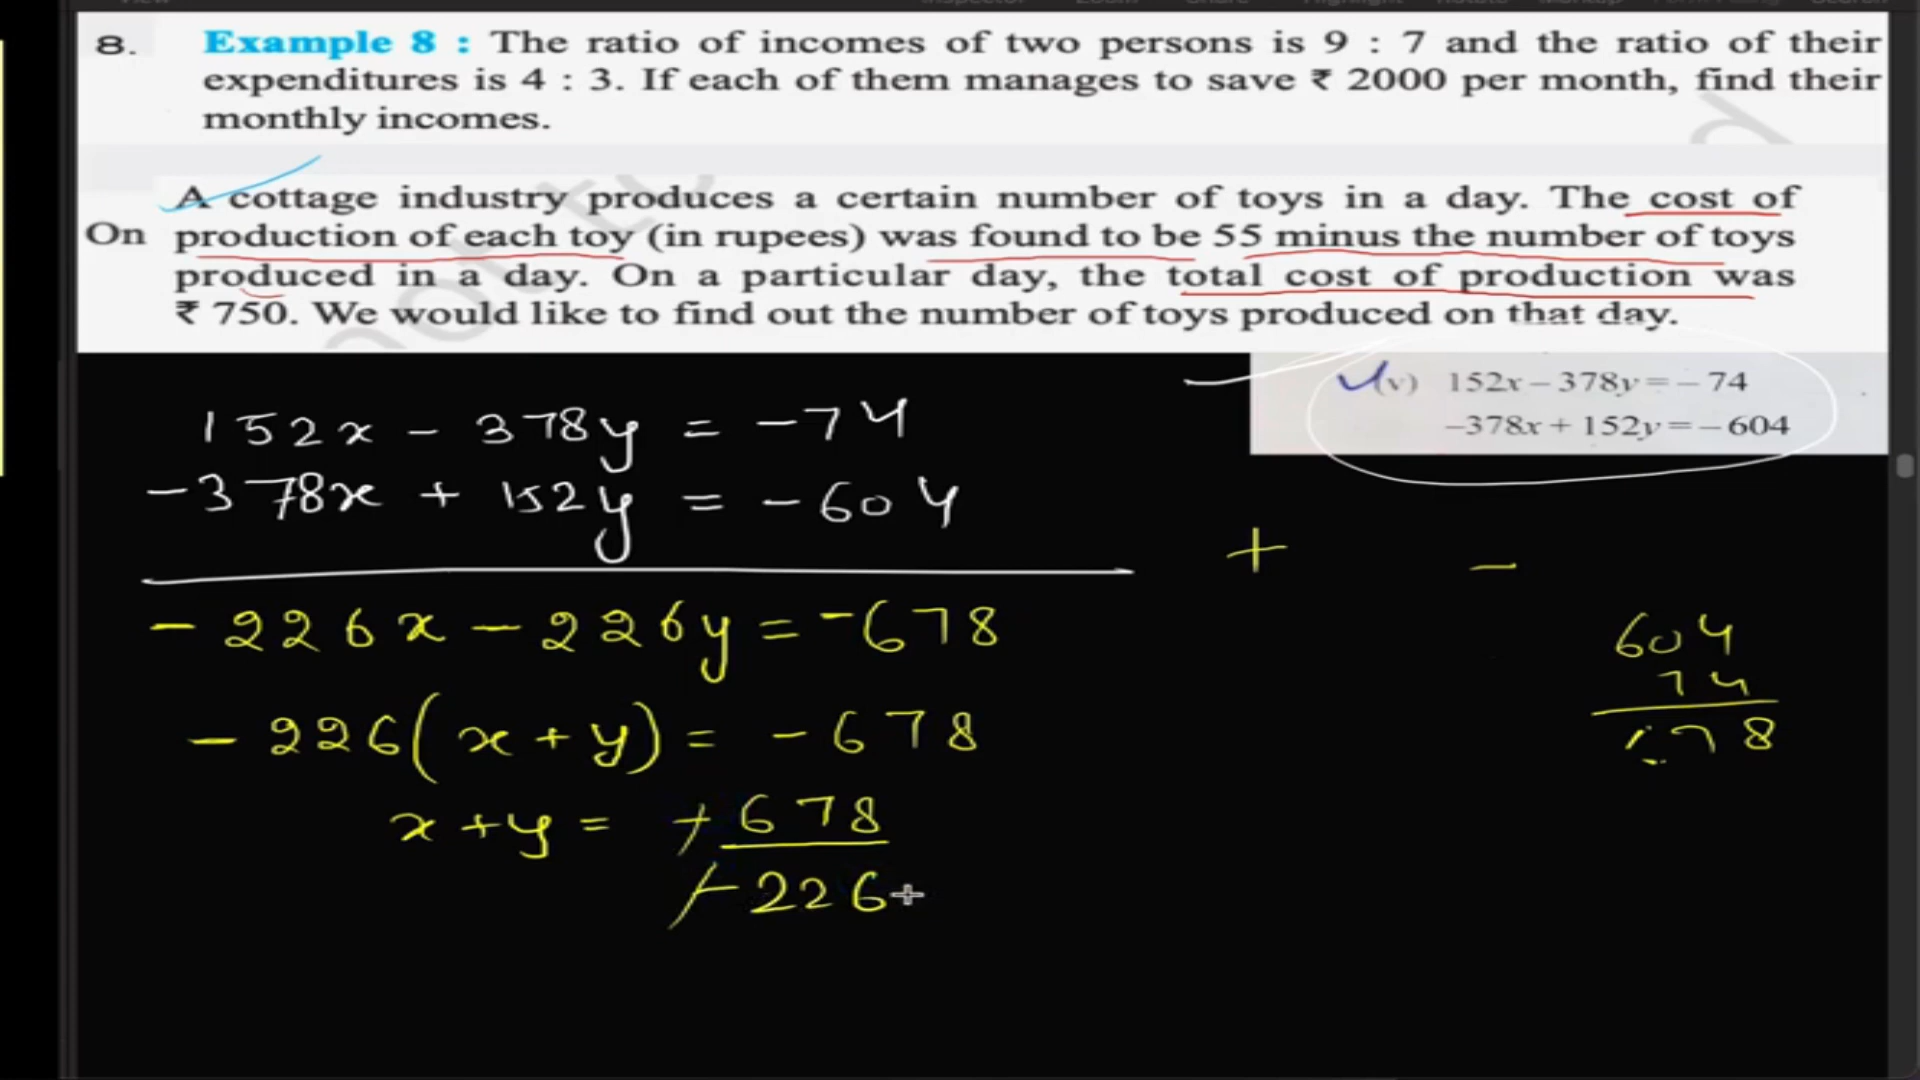 8. Example 8 : The ratio of incomes of two persons is 9 : 7 and the ratio of their
expenditures is 4 : 3. If each of them manages to save ₹ 2000 per month, find their
monthly incomes.
A cottage industry produces a certain number of toys in a day. The cost of
On production of each toy (in rupees) was found to be 55 minus the number of toys
produced in a day. On a particular day, the total cost of production was
₹ 750. We would like to find out the number of toys produced on that day.
(v) 152x – 378y = – 74
–378x + 152y = – 604
152x - 378y = -74
-378x + 152y = -604
+ -
-226x - 226y = -678
-226(x+y) = -678
x+y = -678
-226
604
74
678